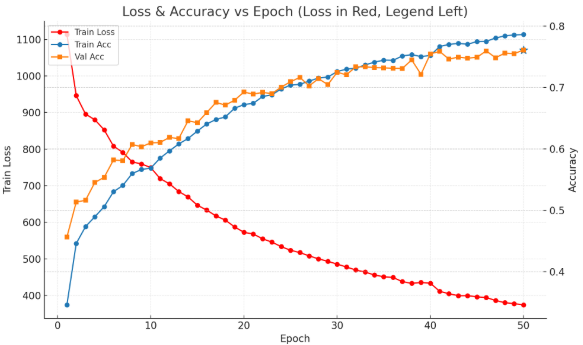 Loss & Accuracy vs Epoch (Loss in Red, Legend Left)
Train Loss
Train Acc
Val Acc
1100
1000
900
800
700
600
500
400
0.8
0.7
0.6
0.5
0.4
0
10
20
30
40
50
Train Loss
Accuracy
Epoch